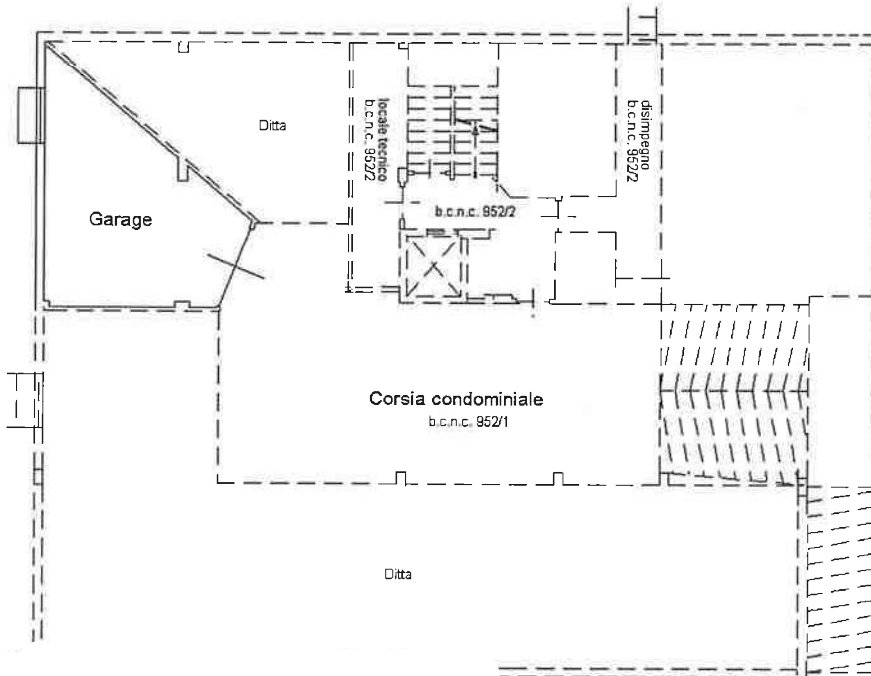 Ditta
locale tecnico
b.c.n.c. 952/2
disimpegno
b.c.n.c. 952/2
Garage
b.c.n.c. 952/2
Corsia condominiale
b.c.n.c. 952/1
Ditta